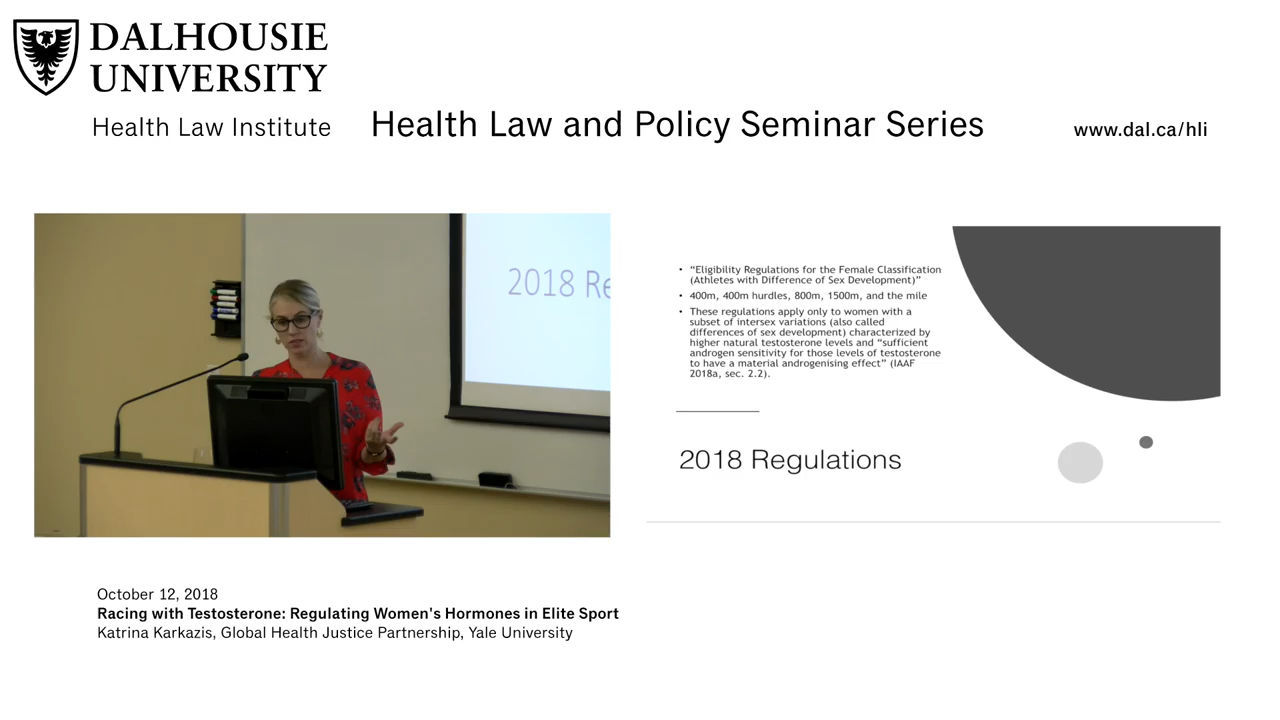 DALHOUSIE
UNIVERSITY
Health Law Institute
Health Law and Policy Seminar Series
www.dal.ca/hli
2018 Re
• “Eligibility Regulations for the Female Classification
(Athletes with Difference of Sex Development)”
• 400m, 400m hurdles, 800m, 1500m, and the mile
• These regulations apply only to women with a
subset of intersex variations (also called
differences of sex development) characterized by
higher natural testosterone levels and “sufficient
androgen sensitivity for those levels of testosterone
to have a material androgenising effect” (IAAF
2018a, sec. 2.2).
2018 Regulations
October 12, 2018
Racing with Testosterone: Regulating Women's Hormones in Elite Sport
Katrina Karkazis, Global Health Justice Partnership, Yale University